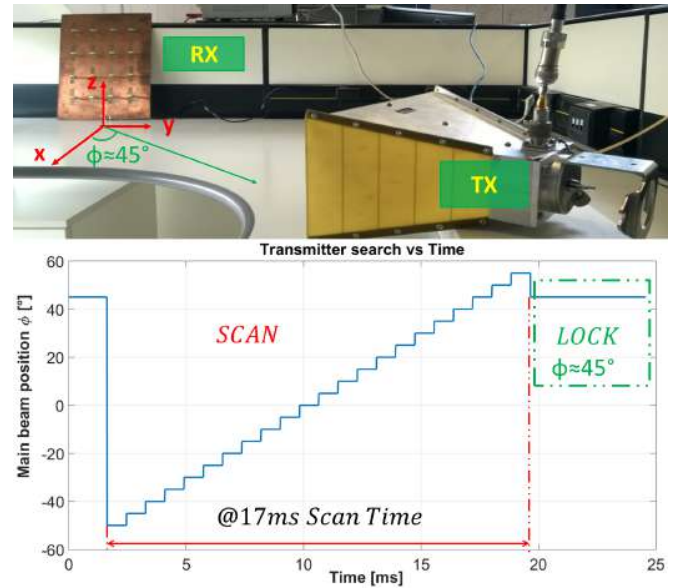 RX
z
y
x
ϕ≈45°
TX
Transmitter search vs Time
Main beam position ϕ [°]
60
40
20
0
-20
-40
-60
SCAN
LOCK
ϕ≈45°
@17ms Scan Time
0
5
10
15
20
25
Time [ms]